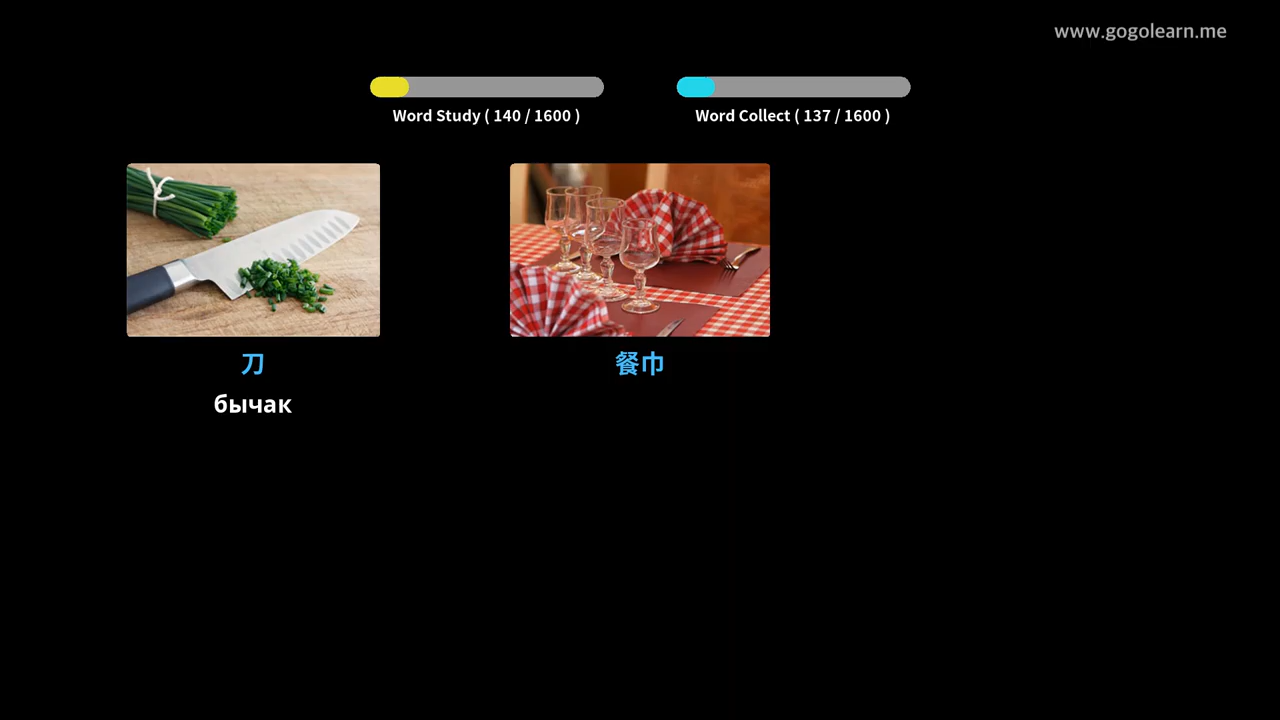 www.gogolearn.me
Word Study ( 140 / 1600 )
Word Collect ( 137 / 1600 )
刀
餐巾
бычак